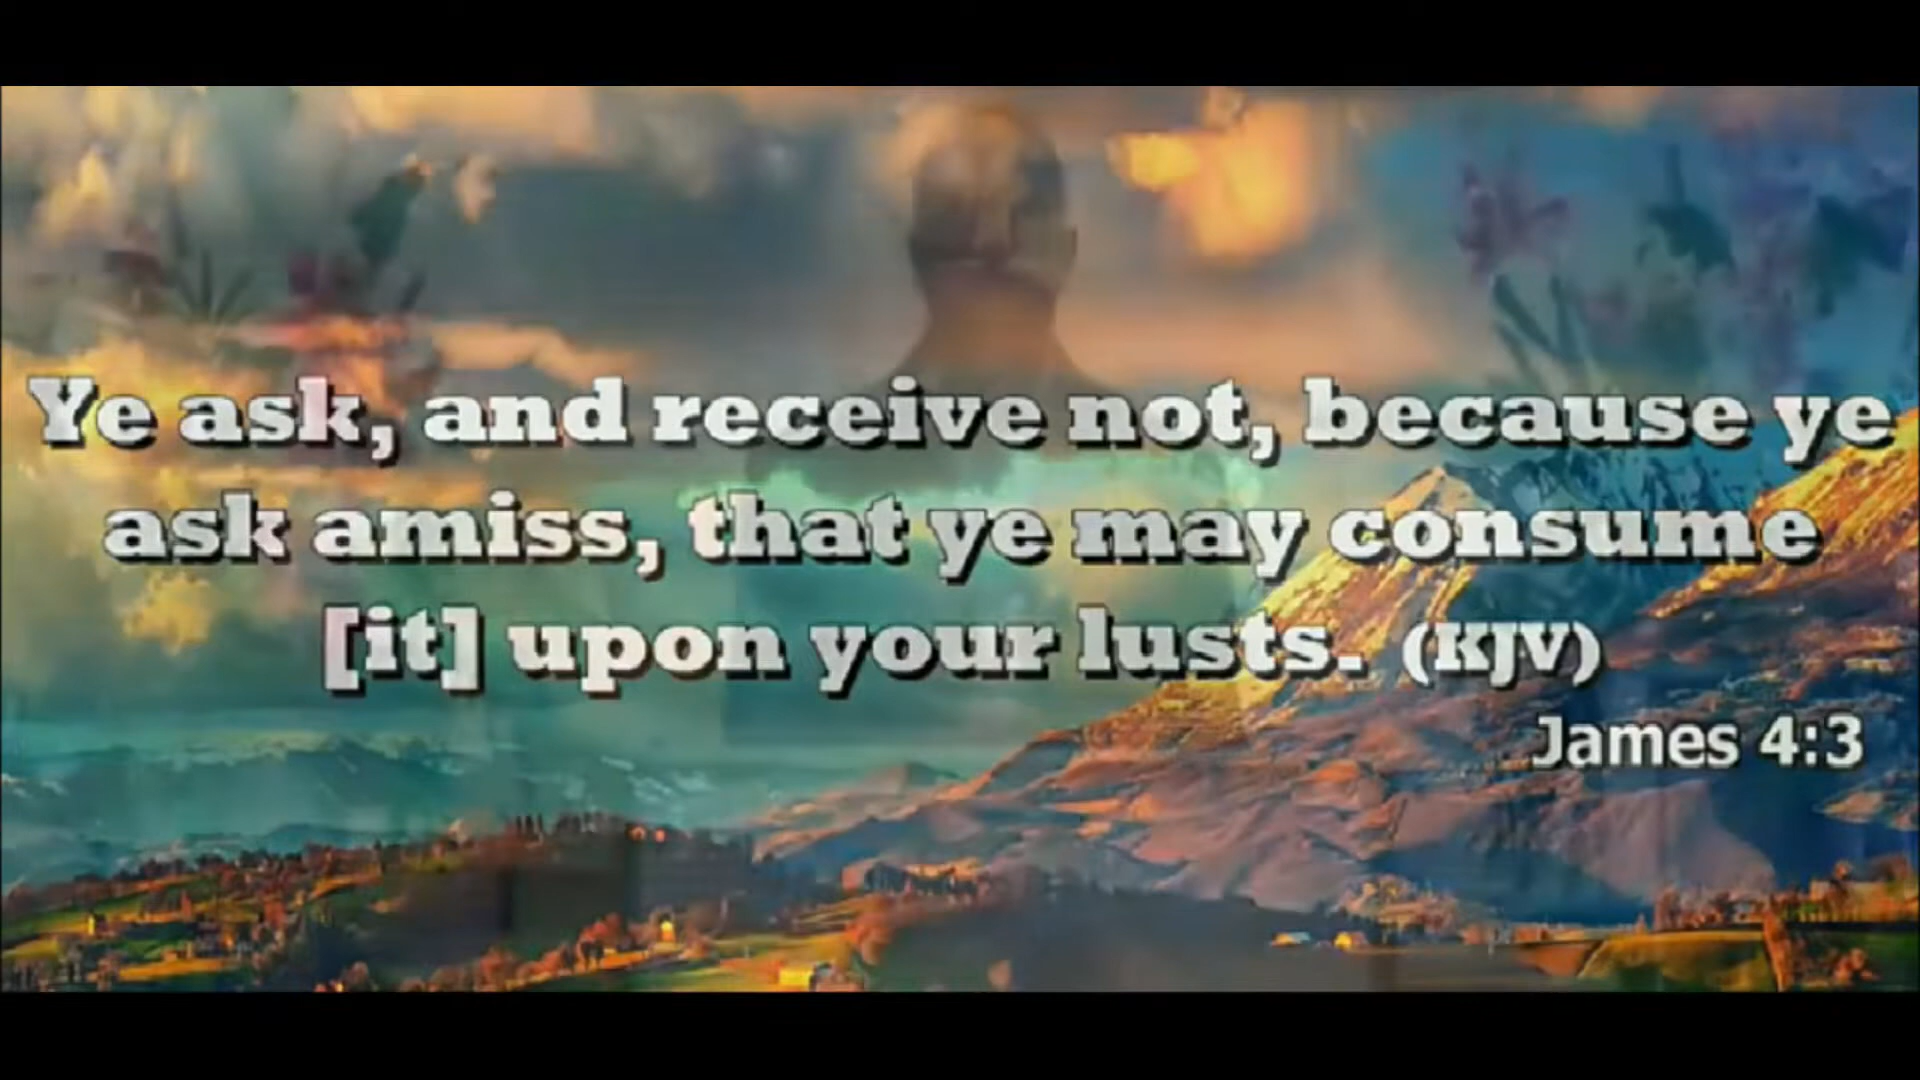 Ye ask, and receive not, because ye
ask amiss, that ye may consume
[it] upon your lusts. (KJV)
James 4:3